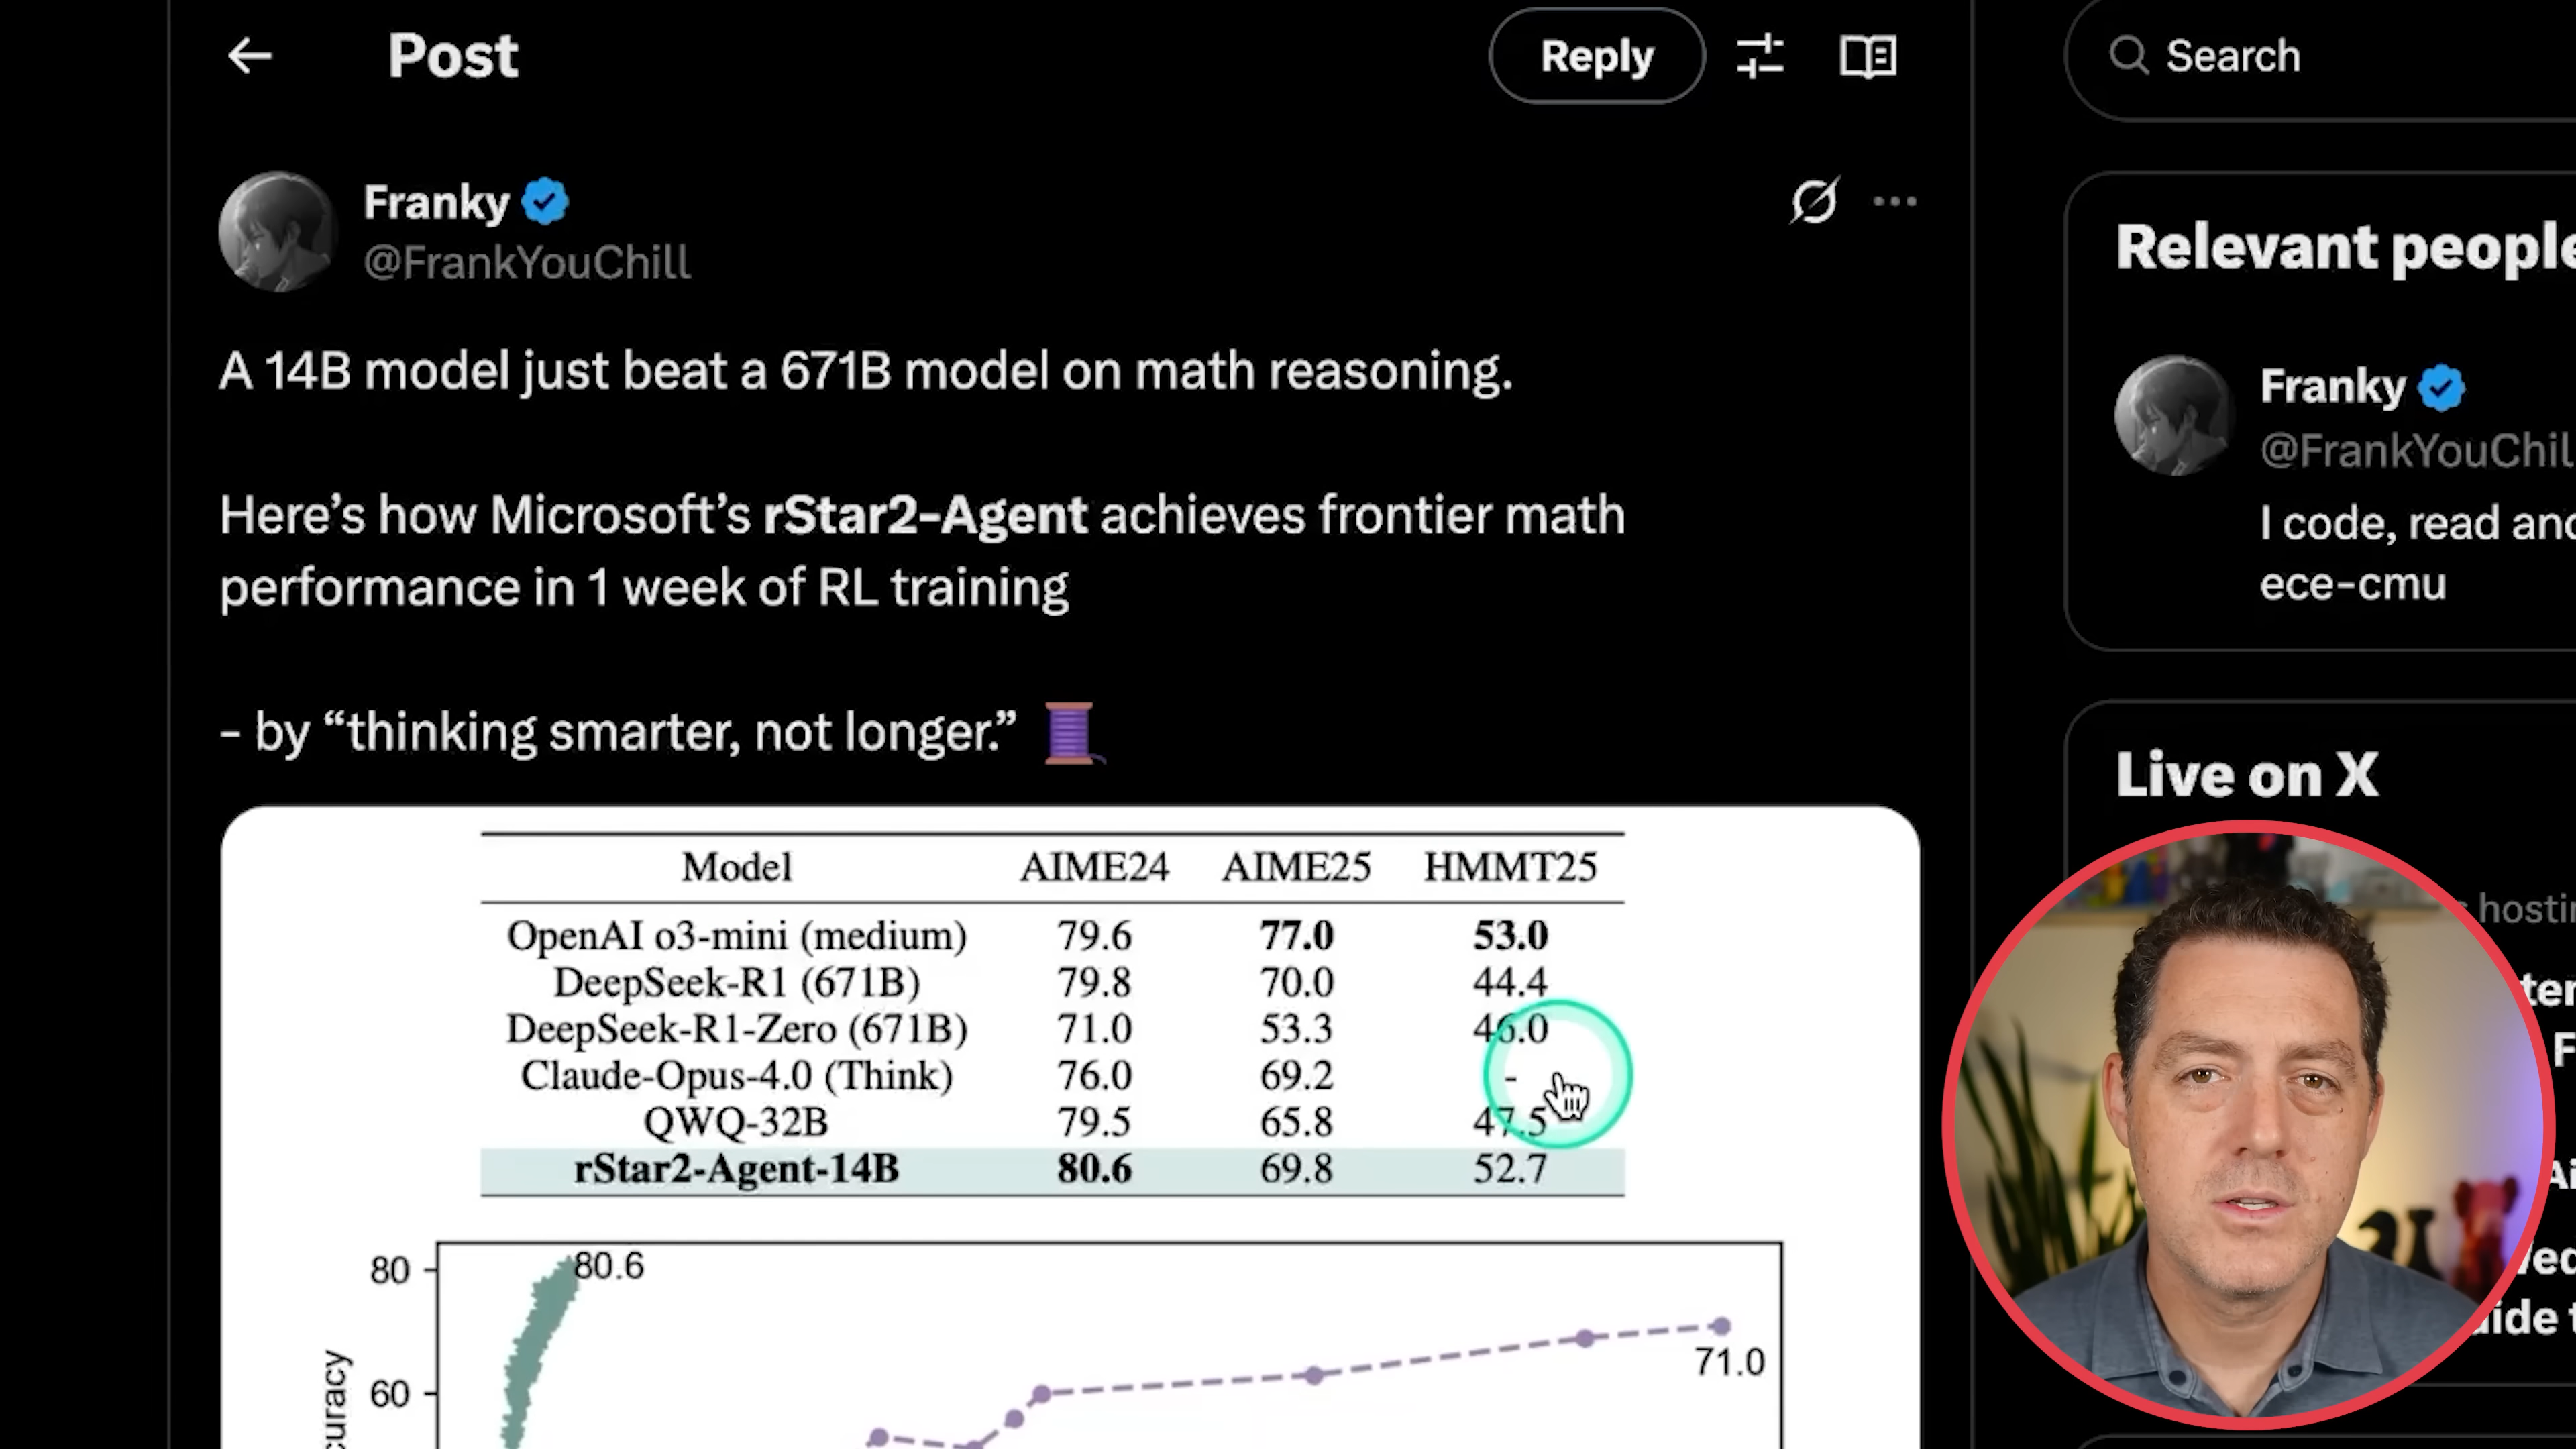 Post
Reply
Search
Franky
@FrankYouChill
A 14B model just beat a 671B model on math reasoning.
Here's how Microsoft's rStar2-Agent achieves frontier math
performance in 1 week of RL training
- by “thinking smarter, not longer.”
Model AIME24 AIME25 HMMT25
OpenAI o3-mini (medium) 79.6 77.0 53.0
DeepSeek-R1 (671B) 79.8 70.0 44.4
DeepSeek-R1-Zero (671B) 71.0 53.3 46.0
Claude-Opus-4.0 (Think) 76.0 69.2 -
QWQ-32B 79.5 65.8 47.5
rStar2-Agent-14B 80.6 69.8 52.7
80
80.6
71.0
60
Relevant people
Franky
@FrankYouChil
I code, read and
ece-cmu
Live on X